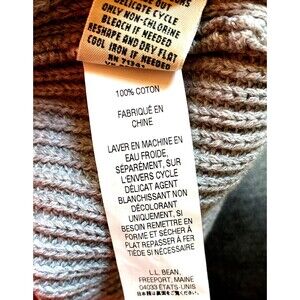 OUT
DELICATE CYCLE
ONLY NON-CHLORINE
BLEACH IF NEEDED
RESHAPE AND DRY FLAT
COOL IRON IF NEEDED
100% COTON
FABRIQUÉ EN
CHINE
LAVER EN MACHINE EN
EAU FROIDE,
SÉPARÉMENT, SUR
L'ENVERS CYCLE
DÉLICAT AGENT
BLANCHISSANT NON
DÉCOLORANT
UNIQUEMENT, SI
BESOIN REMETTRE EN
FORME ET SÉCHER À
PLAT REPASSER À FER
TIÈDE SI NÉCESSAIRE
L.L. BEAN,
FREEPORT, MAINE
04033 ÉTATS-UNIS